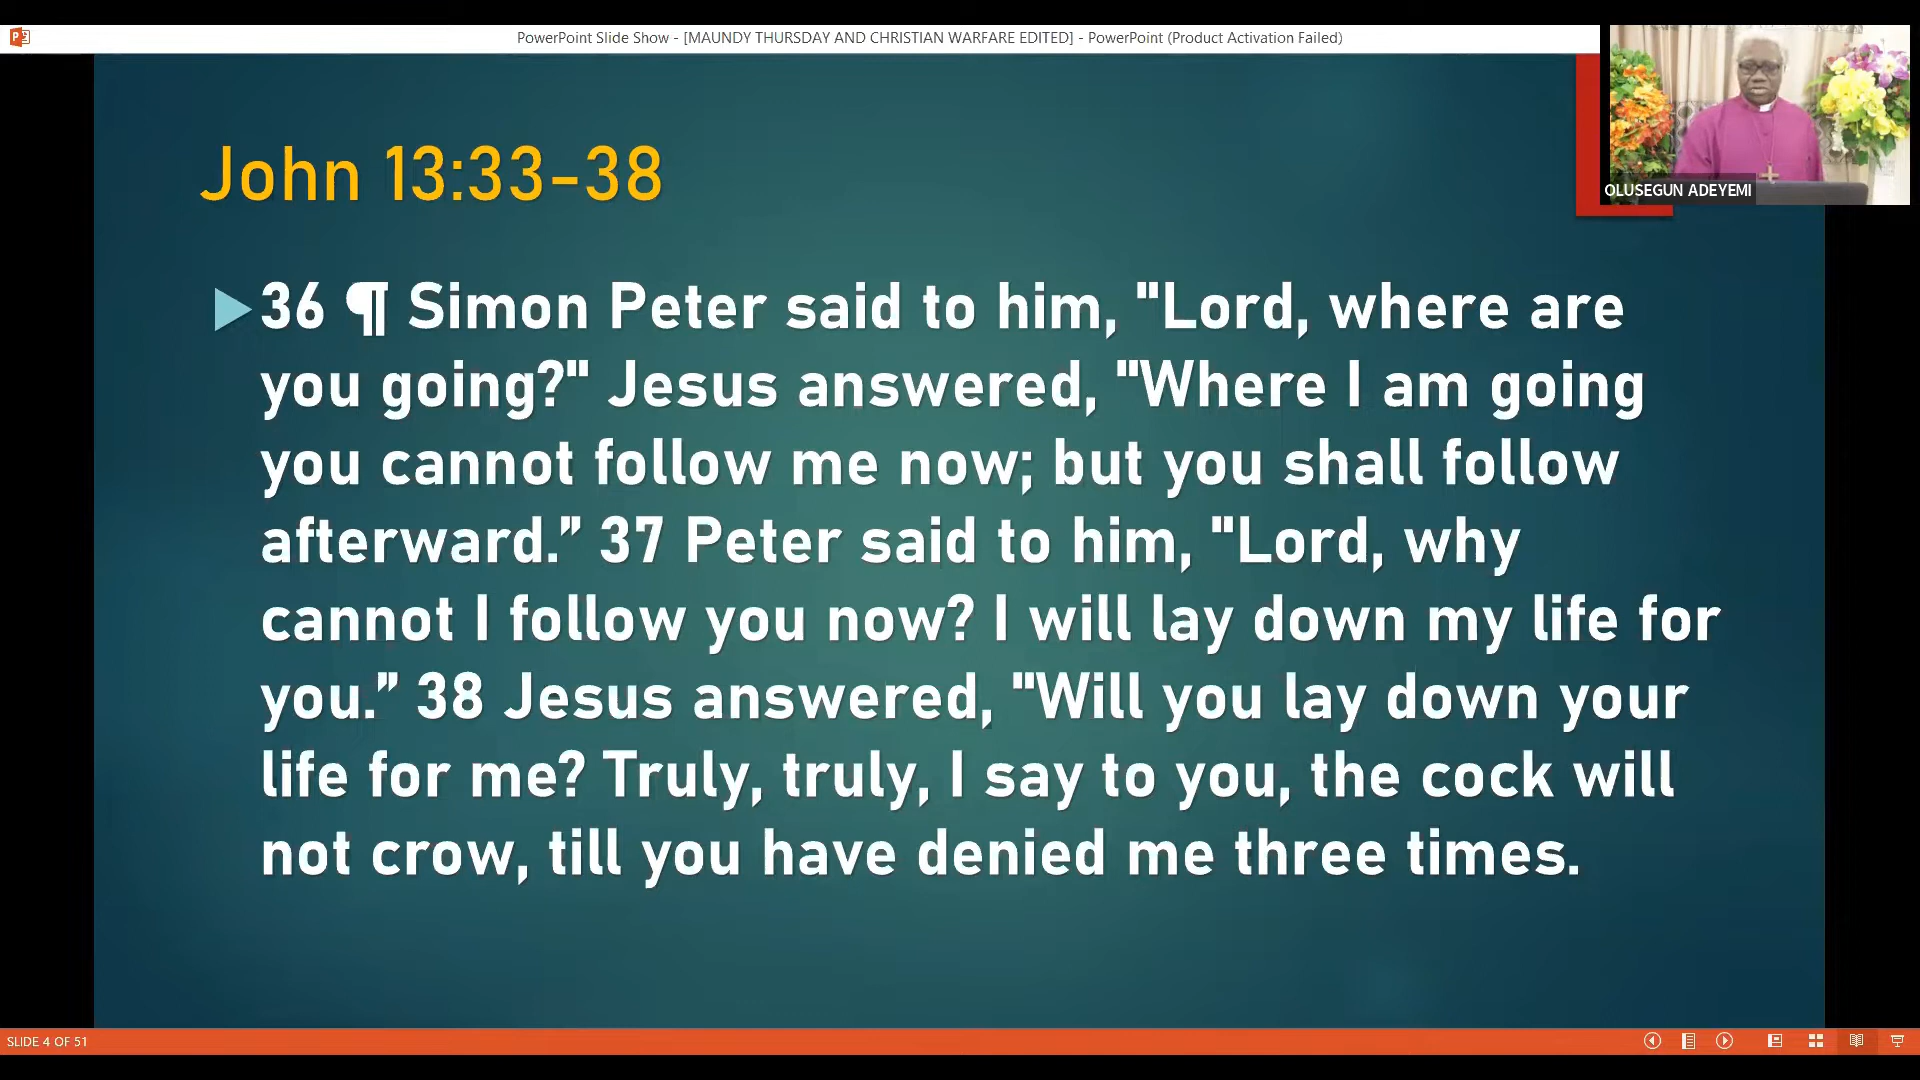 PowerPoint Slide Show - [MAUNDY THURSDAY AND CHRISTIAN WARFARE EDITED] - PowerPoint (Product Activation Failed)
OLUSEGUN ADEYEMI
John 13:33-38
36 ¶ Simon Peter said to him, "Lord, where are
you going?" Jesus answered, "Where I am going
you cannot follow me now; but you shall follow
afterward.” 37 Peter said to him, "Lord, why
cannot I follow you now? I will lay down my life for
you.” 38 Jesus answered, "Will you lay down your
life for me? Truly, truly, I say to you, the cock will
not crow, till you have denied me three times.
SLIDE 4 OF 51